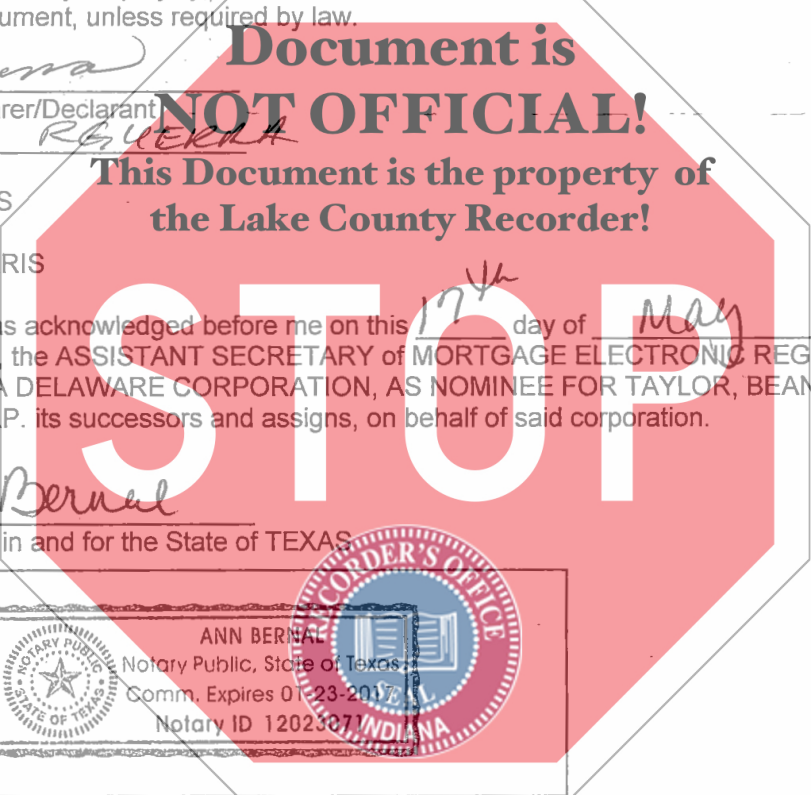 ument, unless required by law.
Document is
NOT OFFICIAL!
rer/Declarant
This Document is the property of
the Lake County Recorder!
S
RIS
STOP
as acknowledged before me on this 17th day of May
, the ASSISTANT SECRETARY of MORTGAGE ELECTRONIC REG
A DELAWARE CORPORATION, AS NOMINEE FOR TAYLOR, BEAN
P. its successors and assigns, on behalf of said corporation.
Bernal
in and for the State of TEXAS
RECORDER'S OFFICE
SEAL
INDIANA
NOTARY PUBLIC
STATE OF TEXAS
ANN BERNAL
Notary Public, State of Texas
Comm. Expires 01-23-2017
Notary ID 12023071